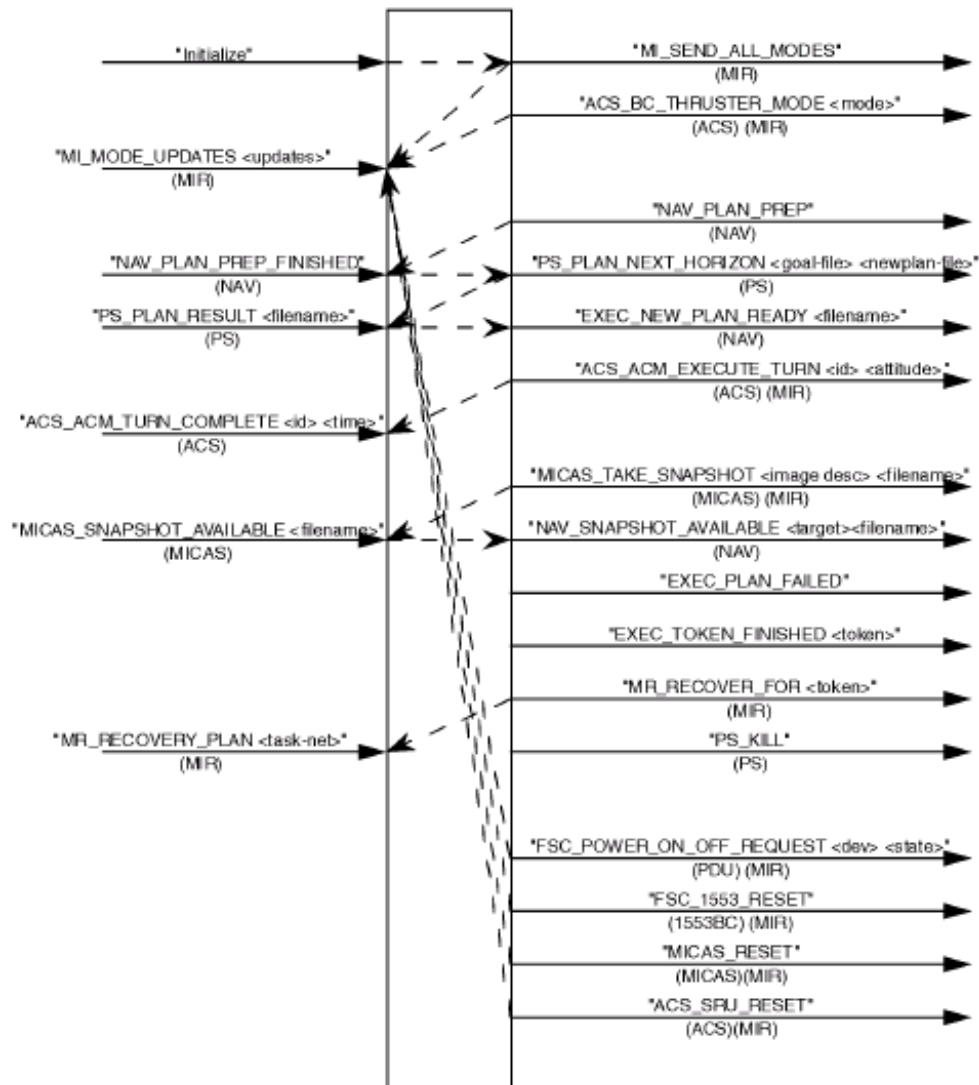 "Initialize"
"MI_SEND_ALL_MODES"
(MIR)
"ACS_BC_THRUSTER_MODE <mode>"
(ACS) (MIR)
"MI_MODE_UPDATES <updates>"
(MIR)
"NAV_PLAN_PREP"
(NAV)
"NAV_PLAN_PREP_FINISHED"
(NAV)
"PS_PLAN_NEXT_HORIZON <goal-file> <newplan-file>"
(PS)
"PS_PLAN_RESULT <filename>"
(PS)
"EXEC_NEW_PLAN_READY <filename>"
(NAV)
"ACS_ACM_EXECUTE_TURN <id> <attitude>"
(ACS) (MIR)
"ACS_ACM_TURN_COMPLETE <id> <time>"
(ACS)
"MICAS_TAKE_SNAPSHOT <image desc> <filename>"
(MICAS) (MIR)
"MICAS_SNAPSHOT_AVAILABLE <filename>"
(MICAS)
"NAV_SNAPSHOT_AVAILABLE <target><filename>"
(NAV)
"EXEC_PLAN_FAILED"
"EXEC_TOKEN_FINISHED <token>"
"MR_RECOVER_FOR <token>"
(MIR)
"MR_RECOVERY_PLAN <task-net>"
(MIR)
"PS_KILL"
(PS)
"FSC_POWER_ON_OFF_REQUEST <dev> <state>"
(PDU) (MIR)
"FSC_1553_RESET"
(1553BC) (MIR)
"MICAS_RESET"
(MICAS)(MIR)
"ACS_SRU_RESET"
(ACS)(MIR)